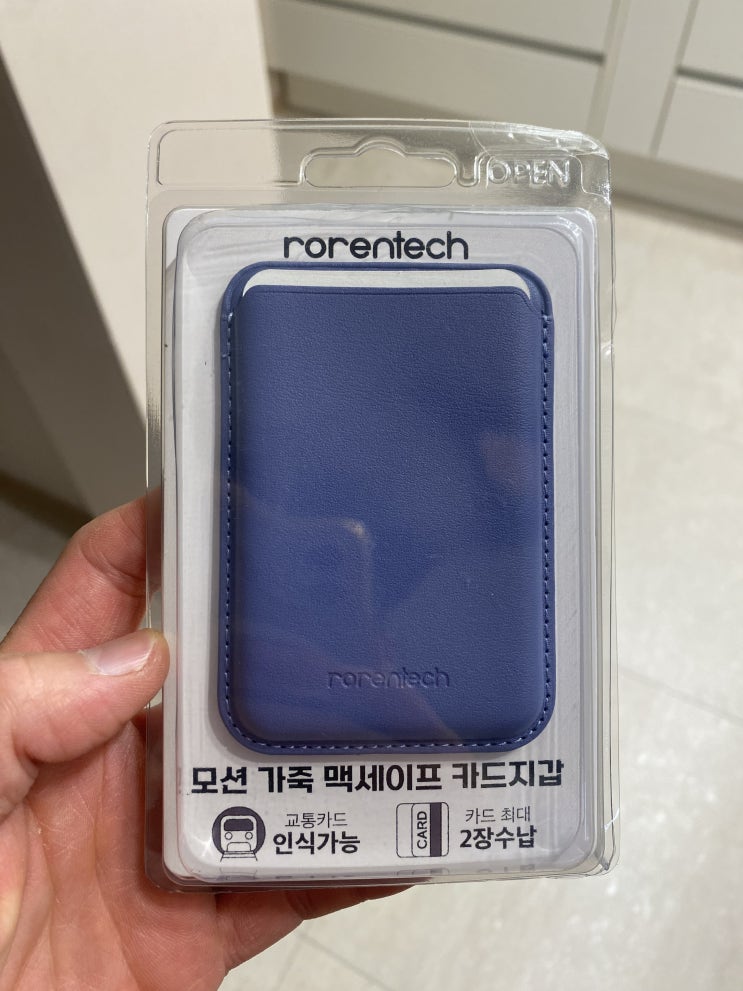 OPEN
rorentech
rorentech
모션 가죽 맥세이프 카드지갑
교통카드
인식가능
CARD
카드 최대
2장수납